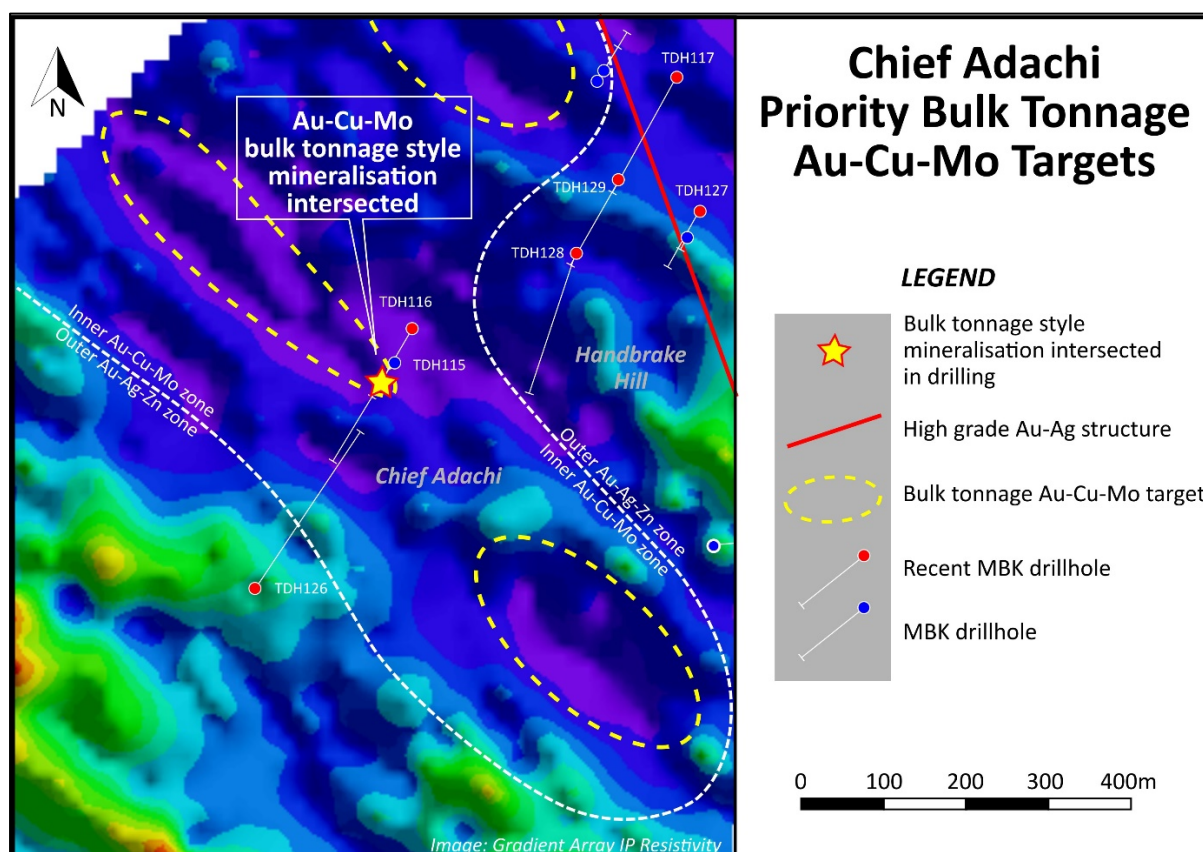 Chief Adachi
Priority Bulk Tonnage
Au-Cu-Mo Targets
N
Au-Cu-Mo
bulk tonnage style
mineralisation
intersected
TDH117
TDH129
TDH127
TDH128
TDH116
TDH115
Handbrake
Hill
Inner Au-Cu-Mo zone
Outer Au-Ag-Zn zone
Chief Adachi
Outer Au-Ag-Zn zone
Inner Au-Cu-Mo zone
TDH126
Image: Gradient Array IP Resistivity
LEGEND
Bulk tonnage style
mineralisation intersected
in drilling
High grade Au-Ag structure
Bulk tonnage Au-Cu-Mo target
Recent MBK drillhole
MBK drillhole
0 100 200 300 400m